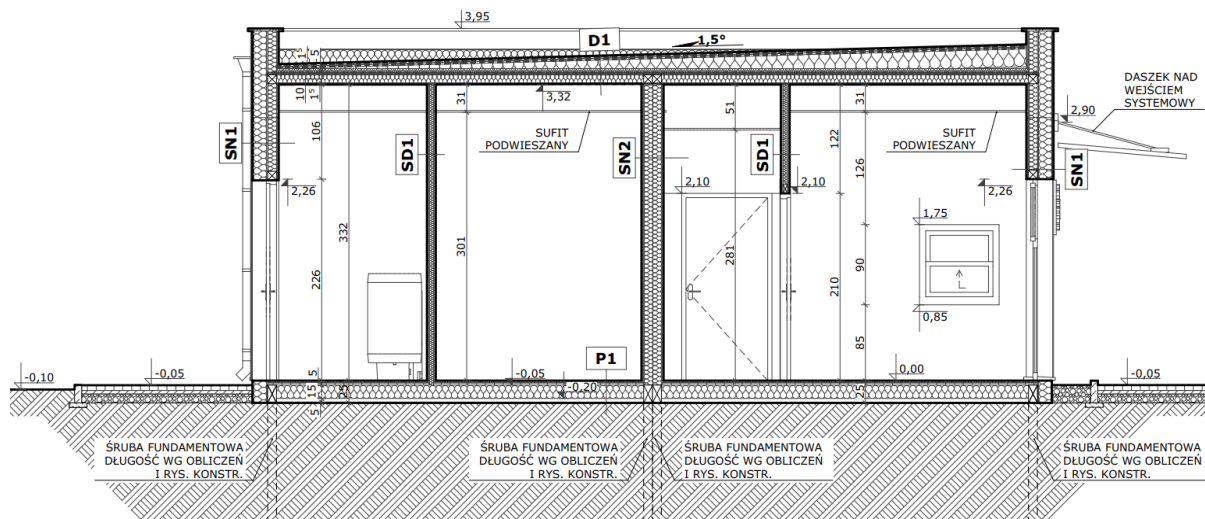 3,95
D1
1,5°
1⁵
5
10
1⁵
31
3,32
51
31
DASZEK NAD
WEJŚCIEM
SYSTEMOWY
2,90
106
SN1
SUFIT
PODWIESZANY
SD1
SN2
SD1
122
126
SUFIT
PODWIESZANY
SN1
2,26
2,10
2,10
2,26
332
301
281
1,75
226
210
90
0,85
85
P1
-0,10
-0,05
5
15
25
5
-0,05
-0,20
0,00
25
-0,05
ŚRUBA FUNDAMENTOWA
DŁUGOŚĆ WG OBLICZEŃ
I RYS. KONSTR.
ŚRUBA FUNDAMENTOWA
DŁUGOŚĆ WG OBLICZEŃ
I RYS. KONSTR.
ŚRUBA FUNDAMENTOWA
DŁUGOŚĆ WG OBLICZEŃ
I RYS. KONSTR.
ŚRUBA FUNDAMENTOWA
DŁUGOŚĆ WG OBLICZEŃ
I RYS. KONSTR.